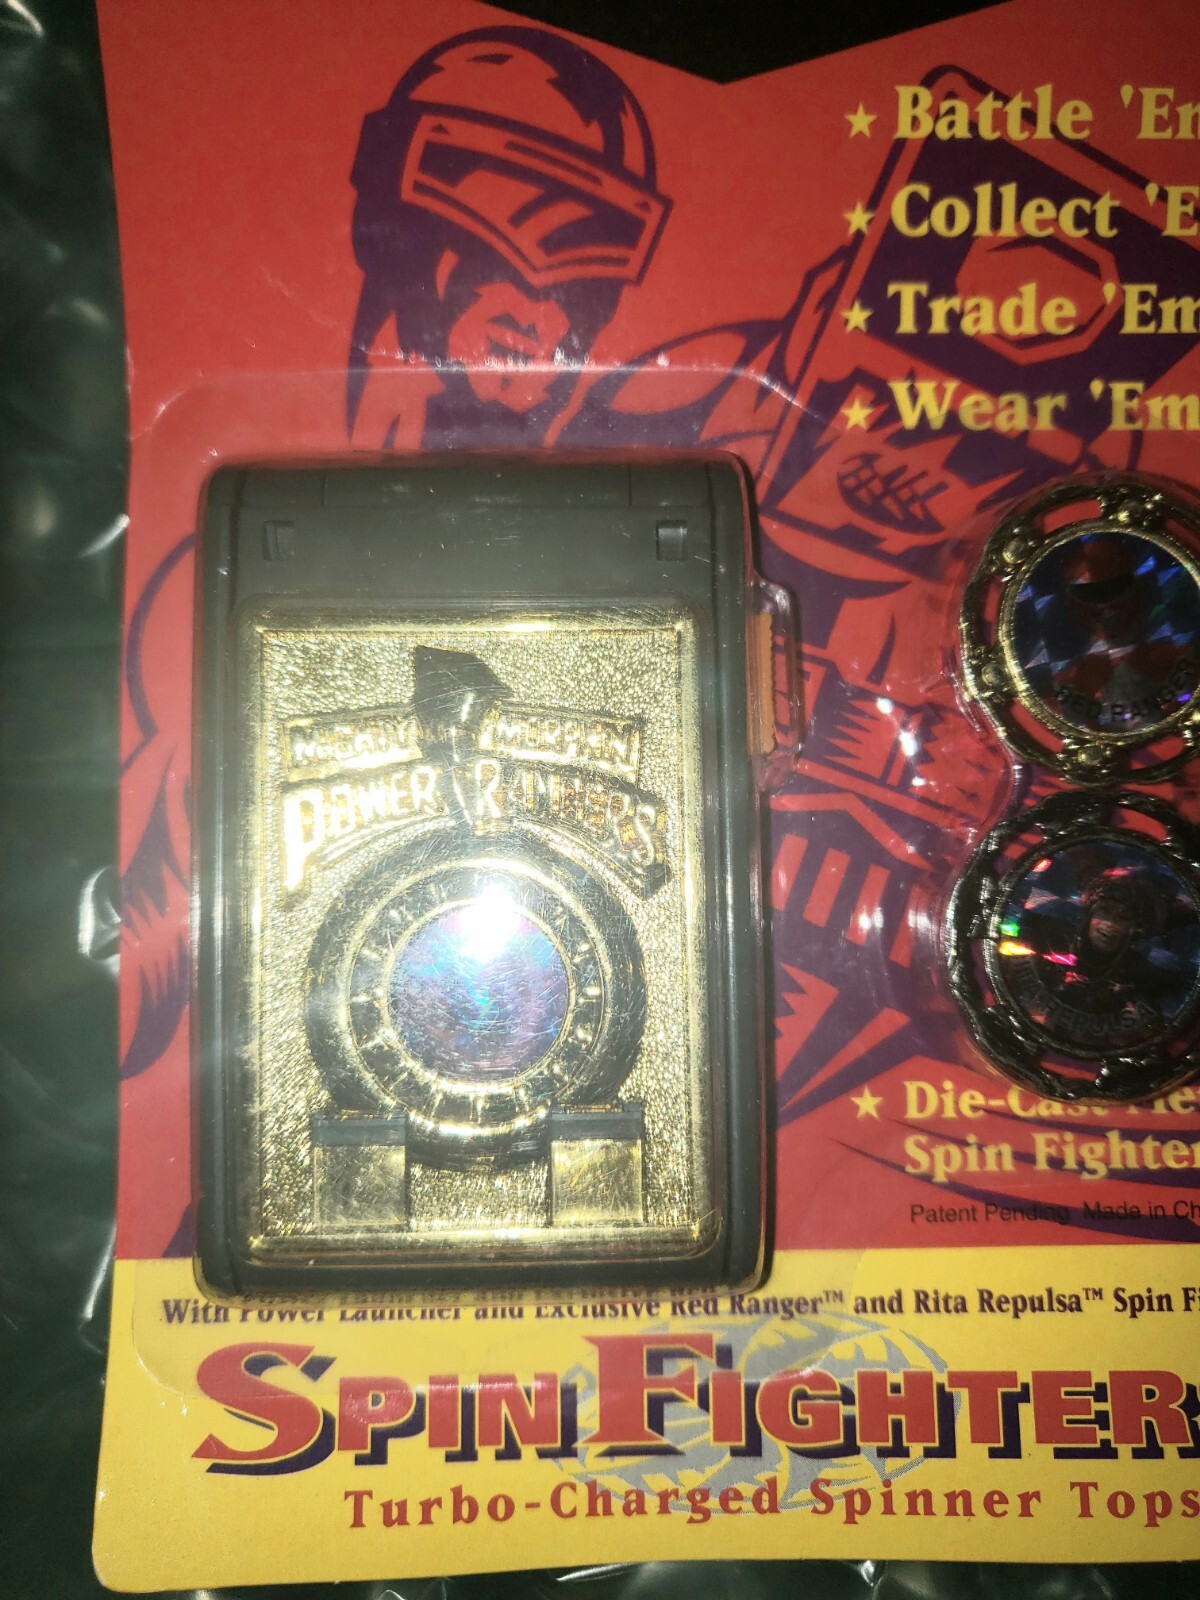 ★ Battle 'Em
★ Collect 'E
★ Trade 'Em
★ Wear 'Em
MIGHTY MORPHIN
POWER RANGERS
RED RANGER
REPULSA
★ Die-Cast Me
Spin Fighter
Patent Pending Made in Ch
With Power Launcher and Exclusive Red Ranger™ and Rita Repulsa™ Spin Fi
SPIN FIGHTER
Turbo-Charged Spinner Tops